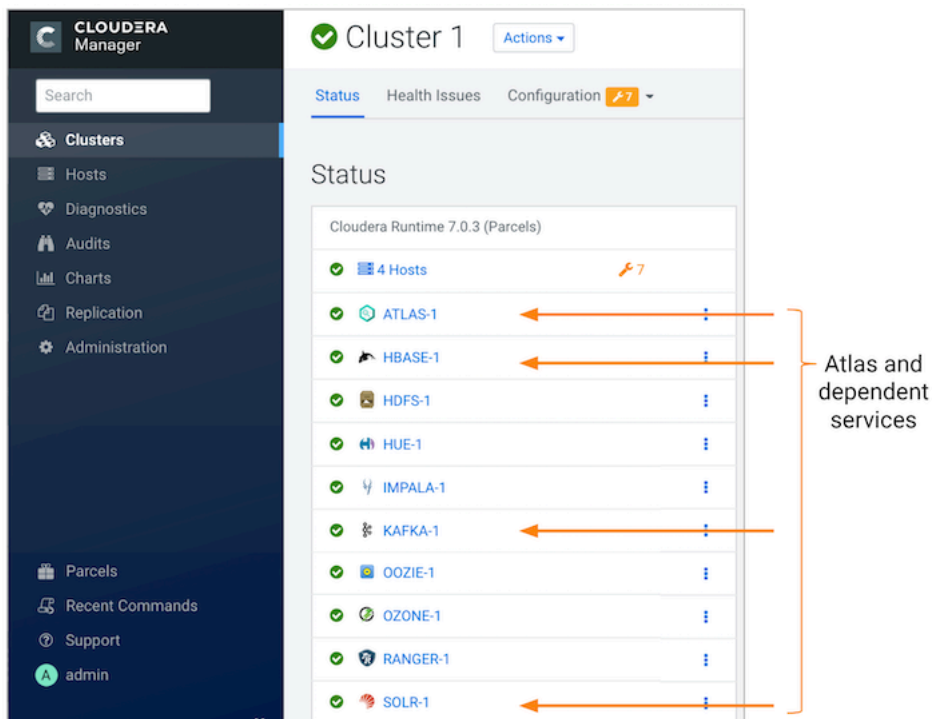 CLOUDERA
Manager
Search
Clusters
Hosts
Diagnostics
Audits
Charts
Replication
Administration
Parcels
Recent Commands
Support
A admin
Cluster 1 Actions
Status Health Issues Configuration 7
Status
Cloudera Runtime 7.0.3 (Parcels)
4 Hosts 7
ATLAS-1
HBASE-1
HDFS-1
HUE-1
IMPALA-1
KAFKA-1
OOZIE-1
OZONE-1
RANGER-1
SOLR-1
Atlas and
dependent
services